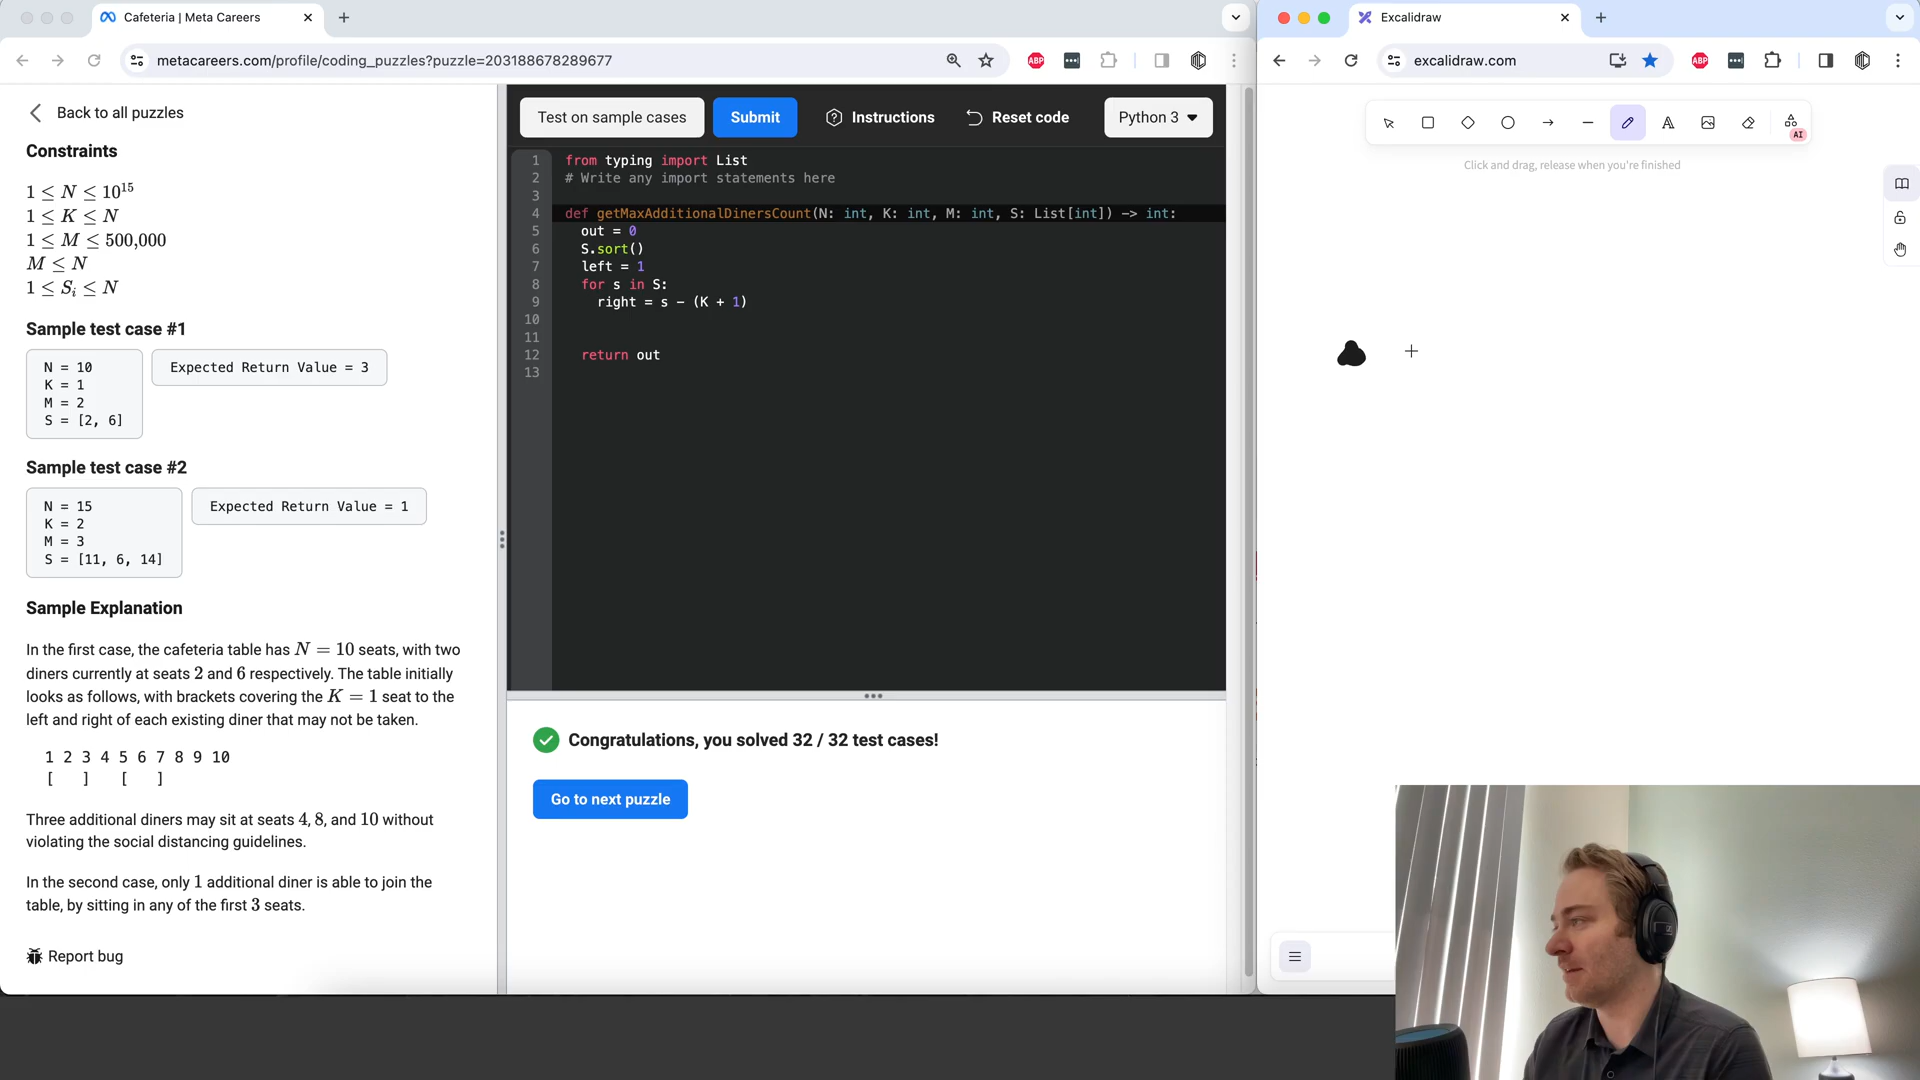 Cafeteria | Meta Careers
metacareers.com/profile/coding_puzzles?puzzle=203188678289677
ABP
Back to all puzzles
Constraints
1 ≤ N ≤ 10¹⁵
1 ≤ K ≤ N
1 ≤ M ≤ 500,000
M ≤ N
1 ≤ Sᵢ ≤ N
Sample test case #1
N = 10
K = 1
M = 2
S = [2, 6]
Expected Return Value = 3
Sample test case #2
N = 15
K = 2
M = 3
S = [11, 6, 14]
Expected Return Value = 1
Sample Explanation
In the first case, the cafeteria table has N = 10 seats, with two
diners currently at seats 2 and 6 respectively. The table initially
looks as follows, with brackets covering the K = 1 seat to the
left and right of each existing diner that may not be taken.
1 2 3 4 5 6 7 8 9 10
[   ]   [   ]
Three additional diners may sit at seats 4, 8, and 10 without
violating the social distancing guidelines.
In the second case, only 1 additional diner is able to join the
table, by sitting in any of the first 3 seats.
Report bug
Test on sample cases
Submit
Instructions
Reset code
Python 3
1 from typing import List
2 # Write any import statements here
3
4 def getMaxAdditionalDinersCount(N: int, K: int, M: int, S: List[int]) -> int:
5 out = 0
6 S.sort()
7 left = 1
8 for s in S:
9 right = s - (K + 1)
10
11
12 return out
13
Congratulations, you solved 32 / 32 test cases!
Go to next puzzle
Excalidraw
excalidraw.com
ABP
A
AI
Click and drag, release when you're finished